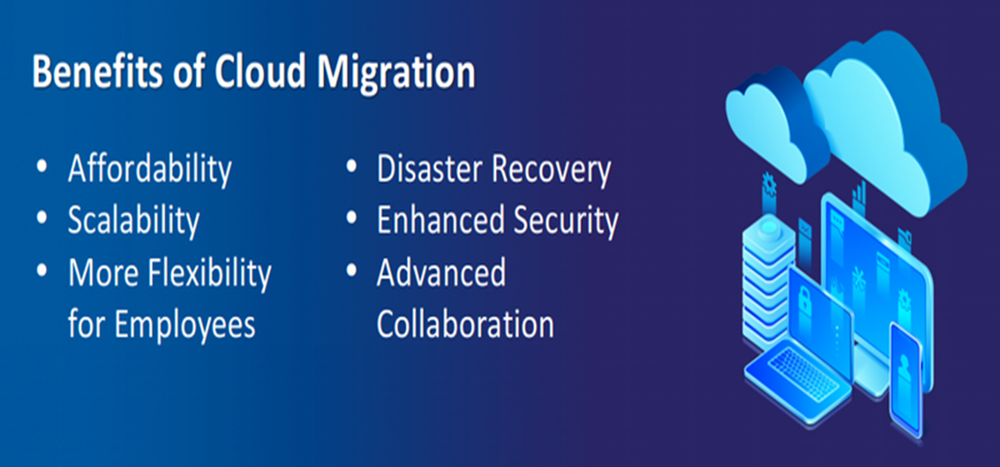 Benefits of Cloud Migration
• Affordability
• Scalability
• More Flexibility
for Employees
• Disaster Recovery
• Enhanced Security
• Advanced
Collaboration